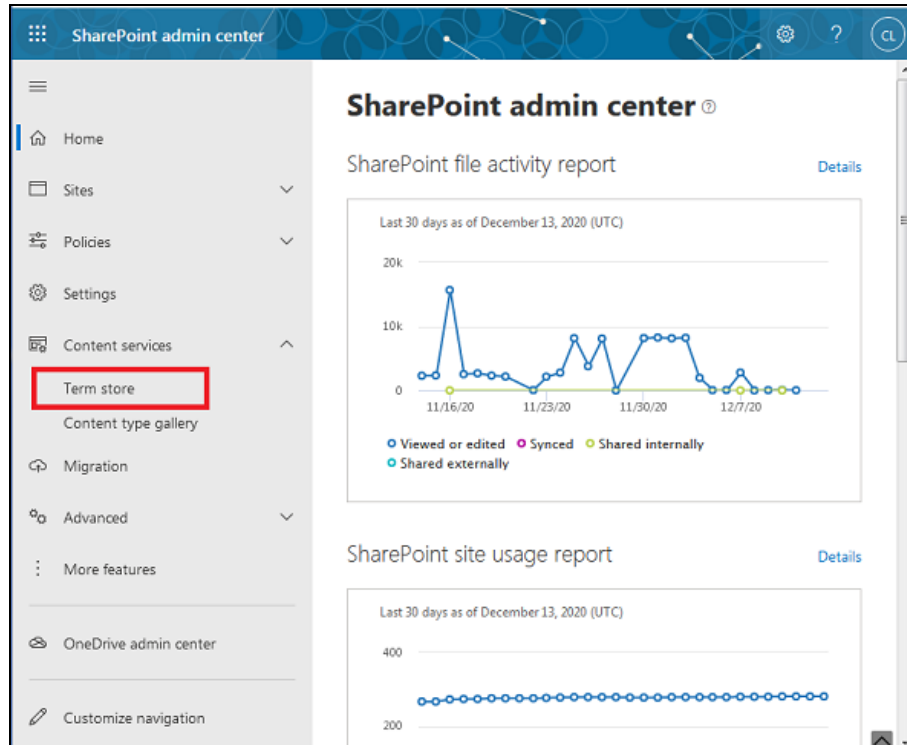 SharePoint admin center
?
CL
Home
Sites
Policies
Settings
Content services
Term store
Content type gallery
Migration
Advanced
More features
OneDrive admin center
Customize navigation
SharePoint admin center
SharePoint file activity report
Details
Last 30 days as of December 13, 2020 (UTC)
20k
10k
0
11/16/20 11/23/20 11/30/20 12/7/20
Viewed or edited Synced Shared internally
Shared externally
SharePoint site usage report
Details
Last 30 days as of December 13, 2020 (UTC)
400
200